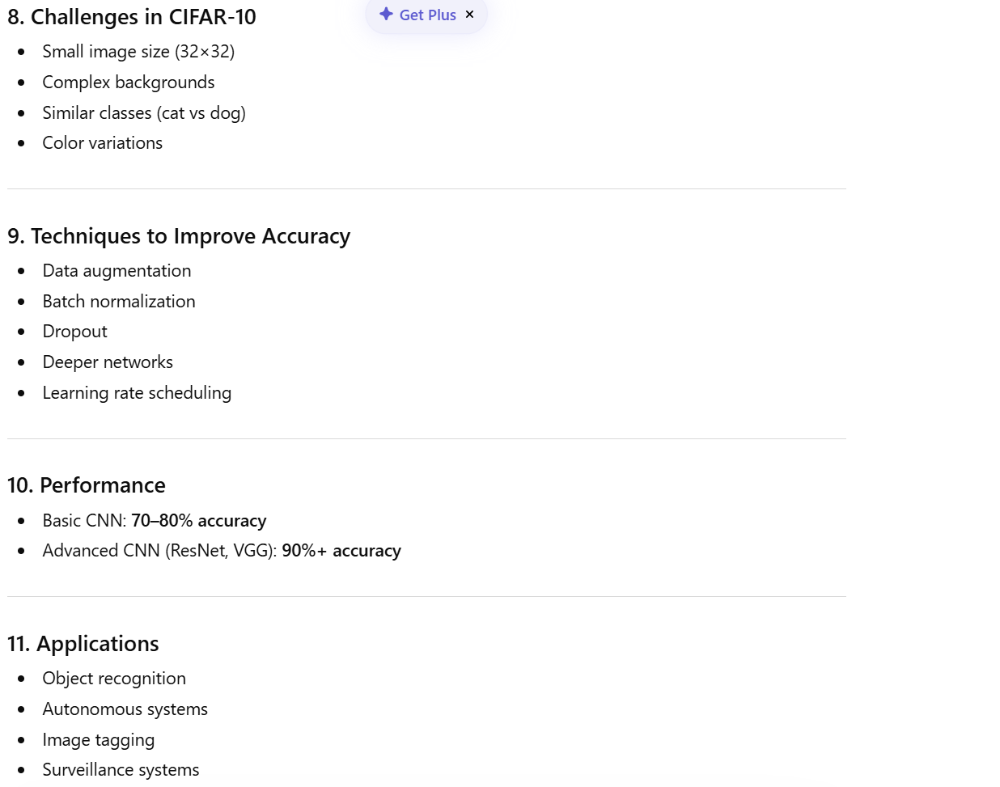 8. Challenges in CIFAR-10
Get Plus ×
• Small image size (32×32)
• Complex backgrounds
• Similar classes (cat vs dog)
• Color variations
9. Techniques to Improve Accuracy
• Data augmentation
• Batch normalization
• Dropout
• Deeper networks
• Learning rate scheduling
10. Performance
• Basic CNN: 70–80% accuracy
• Advanced CNN (ResNet, VGG): 90%+ accuracy
11. Applications
• Object recognition
• Autonomous systems
• Image tagging
• Surveillance systems